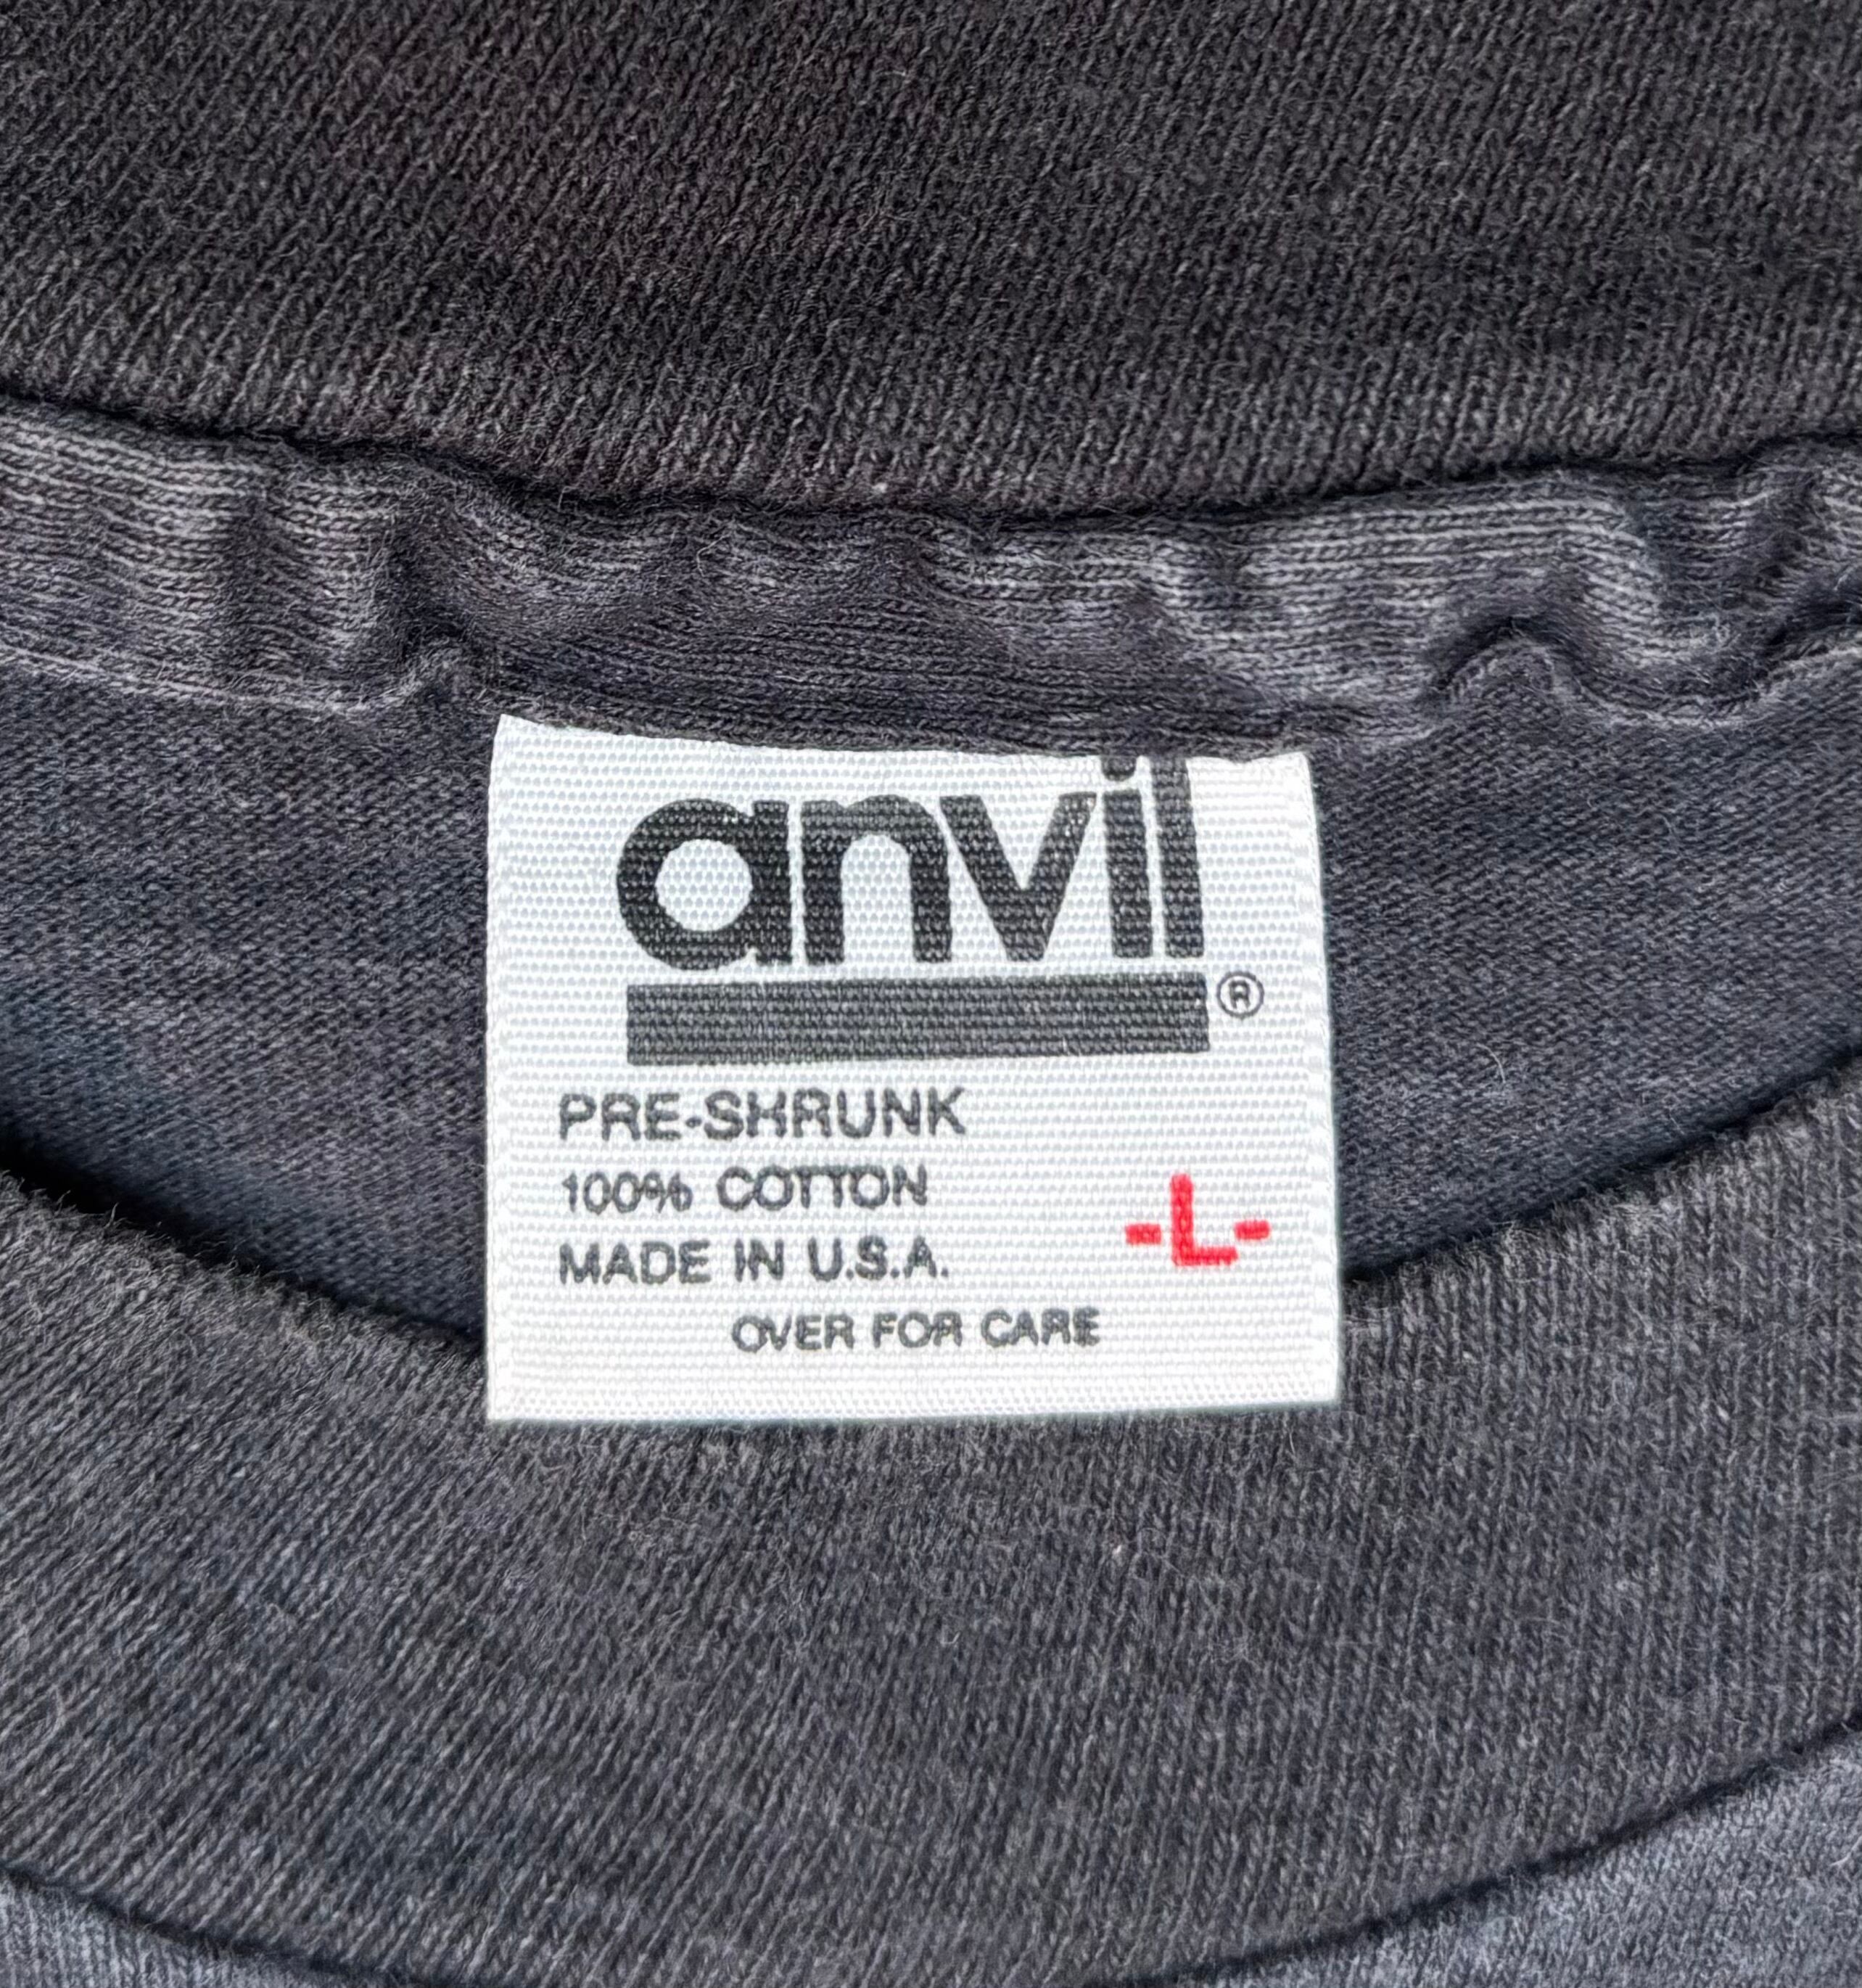 anvil
®
PRE-SHRUNK
100% COTTON
MADE IN U.S.A.
-L-
OVER FOR CARE